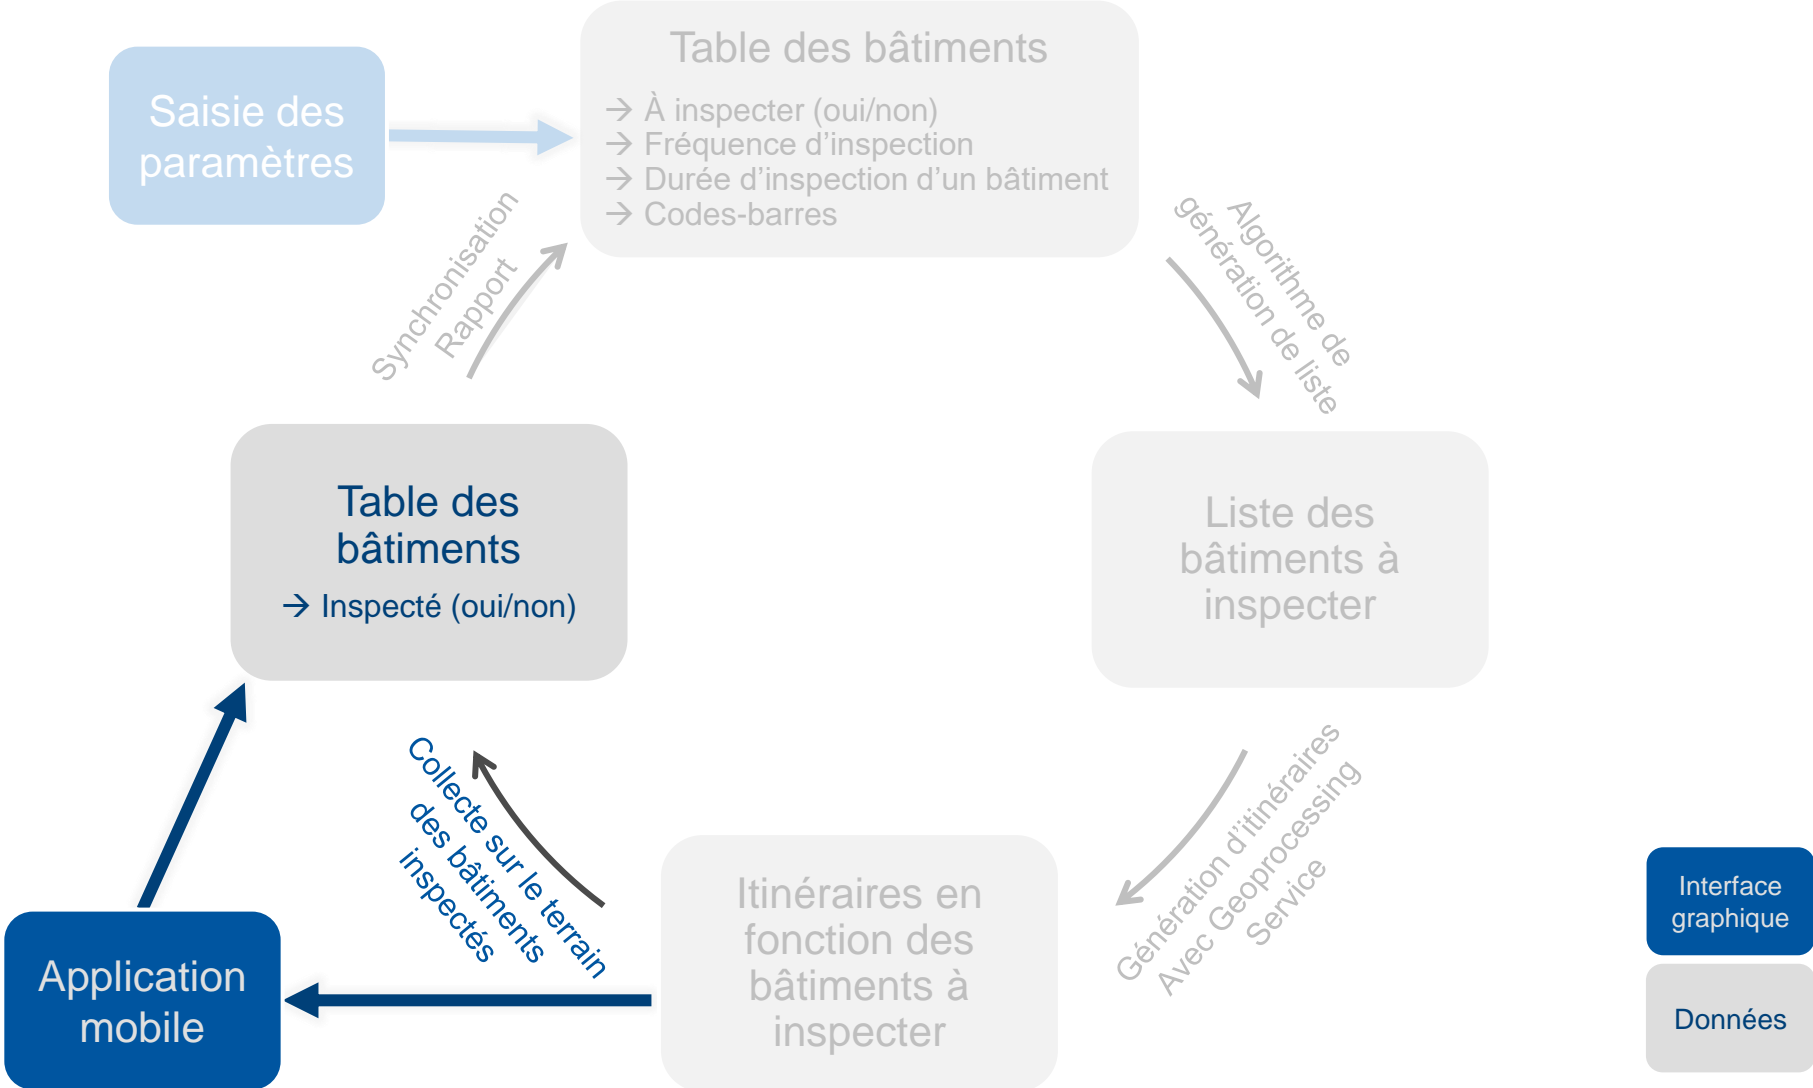 Table des bâtiments
→ À inspecter (oui/non)
→ Fréquence d’inspection
→ Durée d’inspection d’un bâtiment
→ Codes-barres
Saisie des
paramètres
Synchronisation
Rapport
Algorithme de
génération de liste
Table des
bâtiments
→ Inspecté (oui/non)
Liste des
bâtiments à
inspecter
Collecte sur le terrain
des bâtiments
inspectés
Génération d’itinéraires
Avec Geoprocessing
Service
Itinéraires en
fonction des
bâtiments à
inspecter
Application
mobile
Interface
graphique
Données